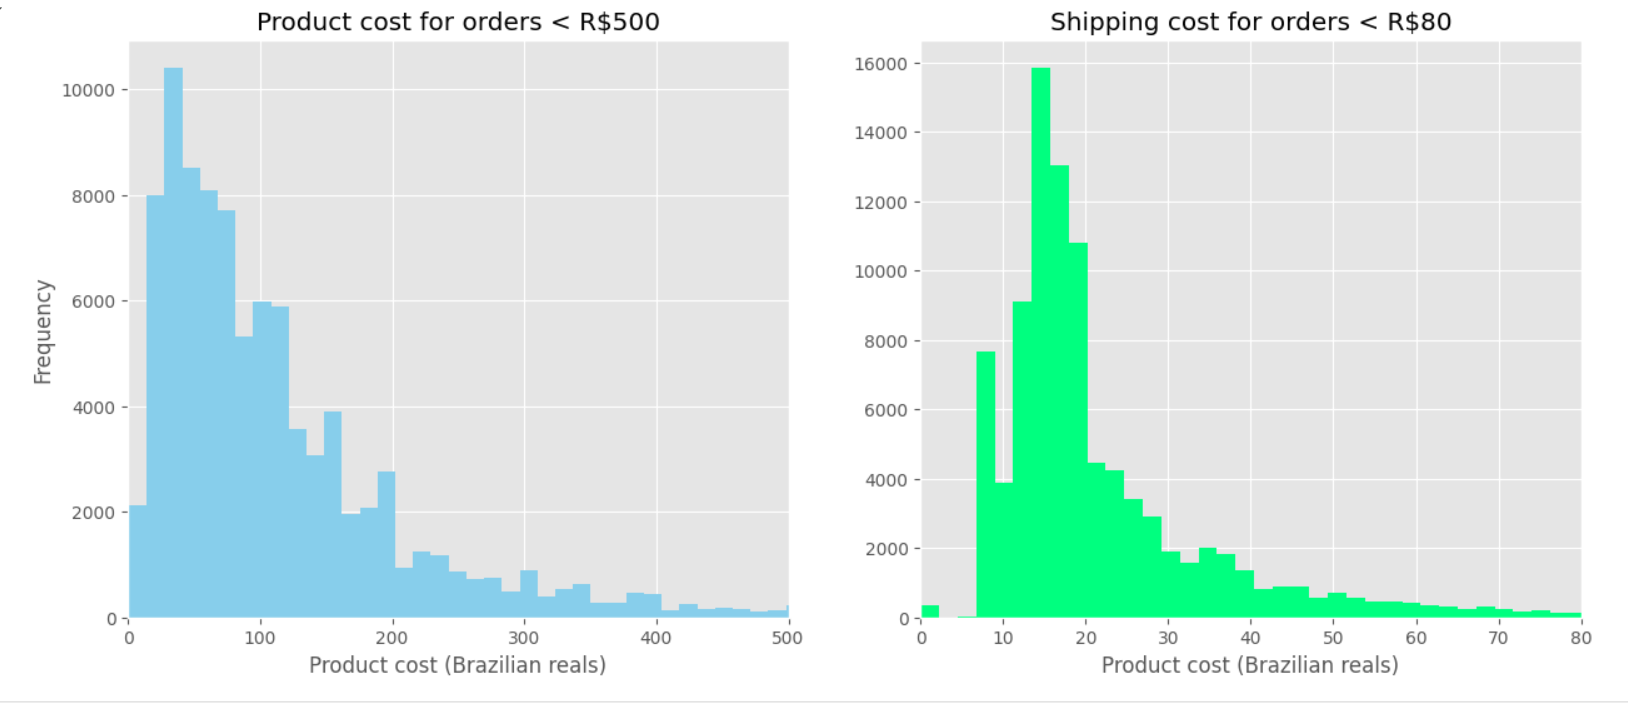 Product cost for orders < R$500
Frequency
10000
8000
6000
4000
2000
0
0 100 200 300 400 500
Product cost (Brazilian reals)
Shipping cost for orders < R$80
16000
14000
12000
10000
8000
6000
4000
2000
0
0 10 20 30 40 50 60 70 80
Product cost (Brazilian reals)